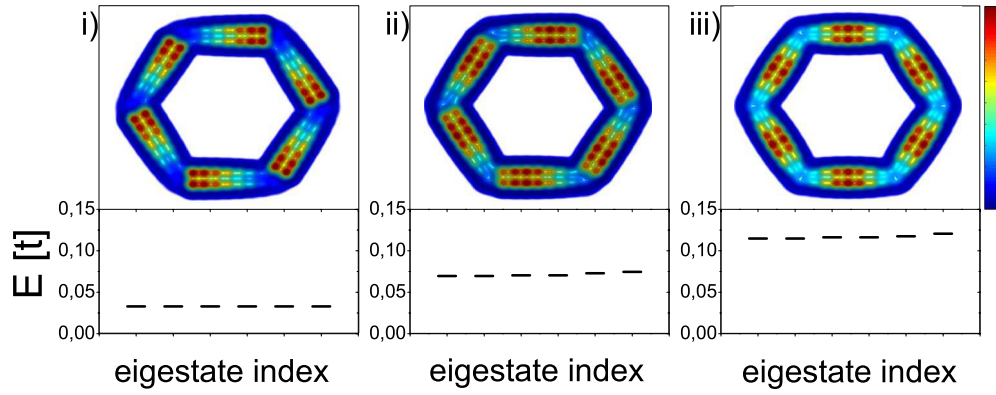 i) ii) iii)
0,15 0,15 0,15
0,10 0,10 0,10
E [t]
0,05 0,05 0,05
0,00 0,00 0,00
eigestate index eigestate index eigestate index